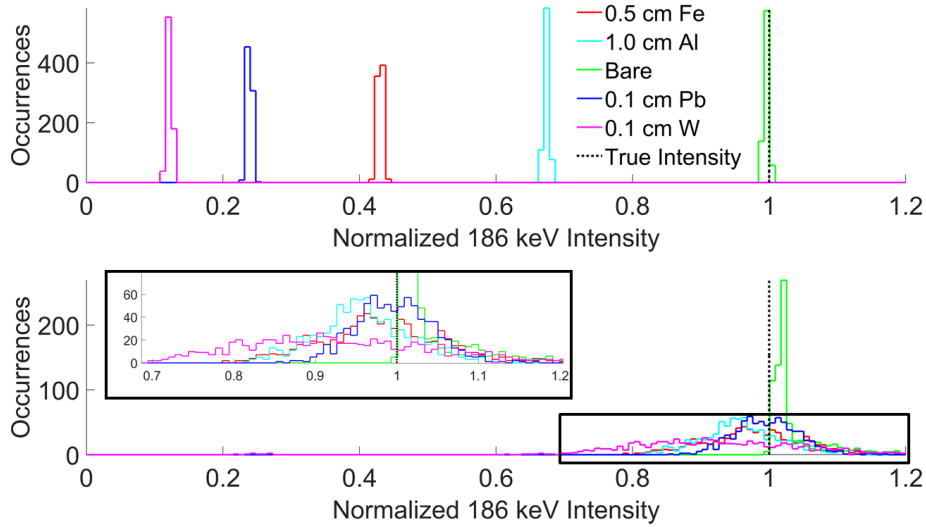 Occurrences
400
200
0
0 0.2 0.4 0.6 0.8 1 1.2
Normalized 186 keV Intensity
0.5 cm Fe
1.0 cm Al
Bare
0.1 cm Pb
0.1 cm W
True Intensity
Occurrences
200
100
0
0 0.2 0.4 0.6 0.8 1 1.2
Normalized 186 keV Intensity
60
40
20
0
0.7 0.8 0.9 1 1.1 1.2